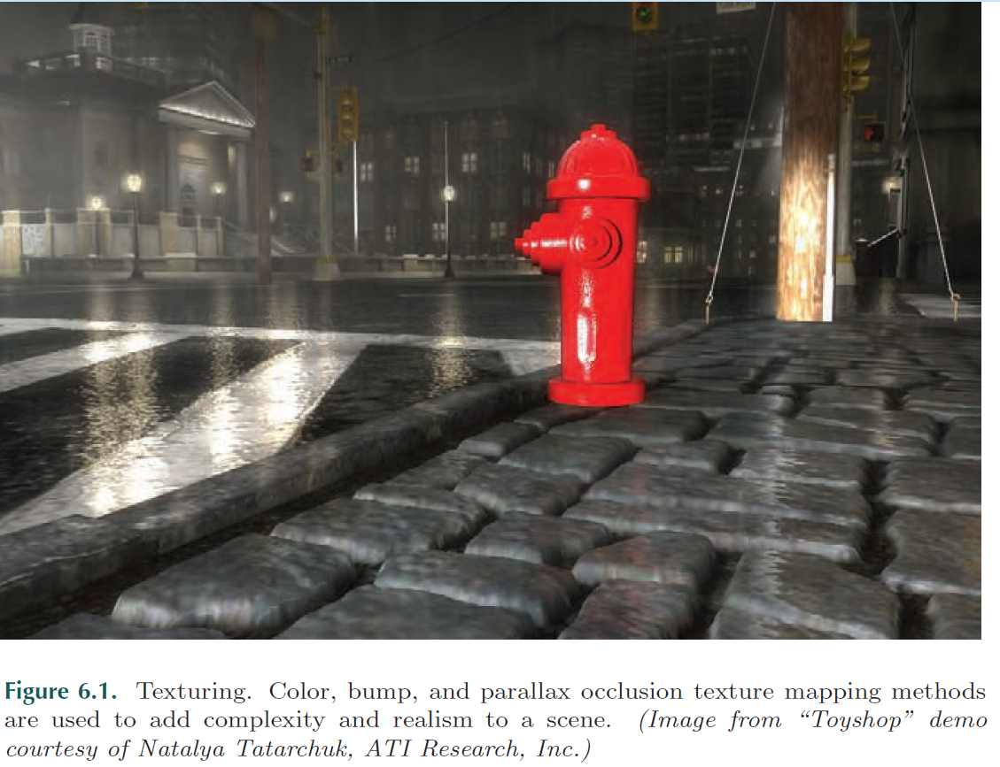 Figure 6.1. Texturing. Color, bump, and parallax occlusion texture mapping methods
are used to add complexity and realism to a scene. (Image from “Toyshop” demo
courtesy of Natalya Tatarchuk, ATI Research, Inc.)